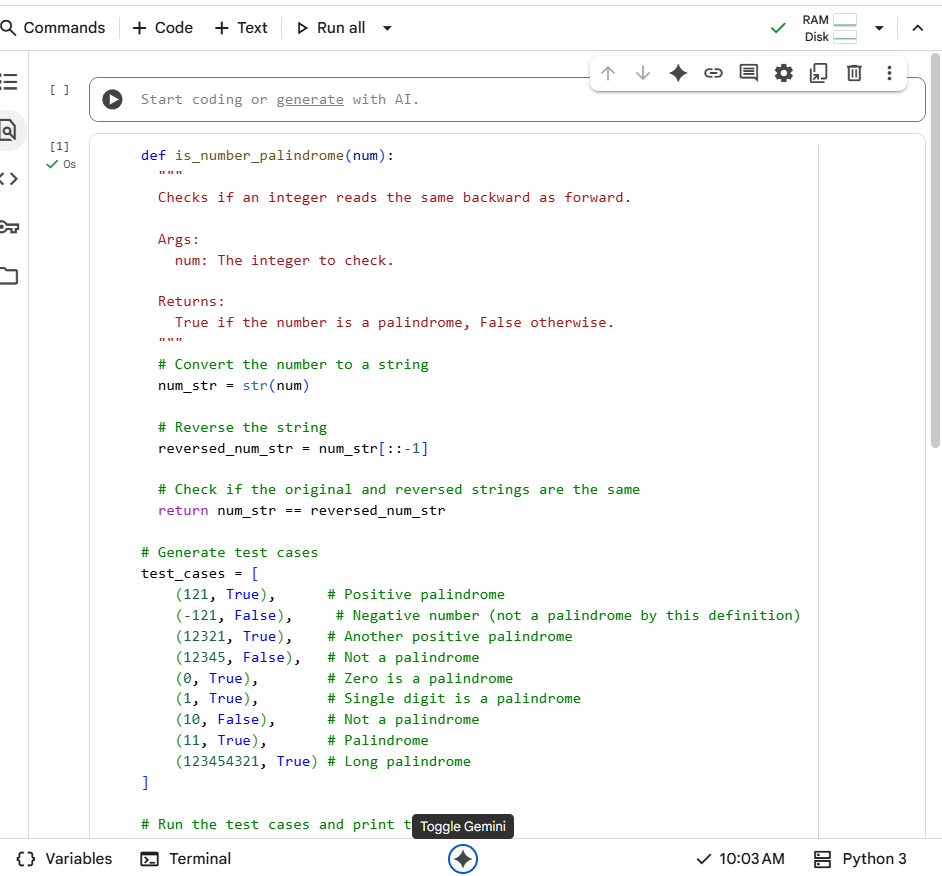 Commands + Code + Text Run all RAM
Disk
[ ] Start coding or generate with AI.
[1] def is_number_palindrome(num):
0s """
Checks if an integer reads the same backward as forward.
Args:
num: The integer to check.
Returns:
True if the number is a palindrome, False otherwise.
"""
# Convert the number to a string
num_str = str(num)
# Reverse the string
reversed_num_str = num_str[::-1]
# Check if the original and reversed strings are the same
return num_str == reversed_num_str
# Generate test cases
test_cases = [
(121, True), # Positive palindrome
(-121, False), # Negative number (not a palindrome by this definition)
(12321, True), # Another positive palindrome
(12345, False), # Not a palindrome
(0, True), # Zero is a palindrome
(1, True), # Single digit is a palindrome
(10, False), # Not a palindrome
(11, True), # Palindrome
(123454321, True) # Long palindrome
]
# Run the test cases and print
Toggle Gemini
Variables Terminal 10:03 AM Python 3